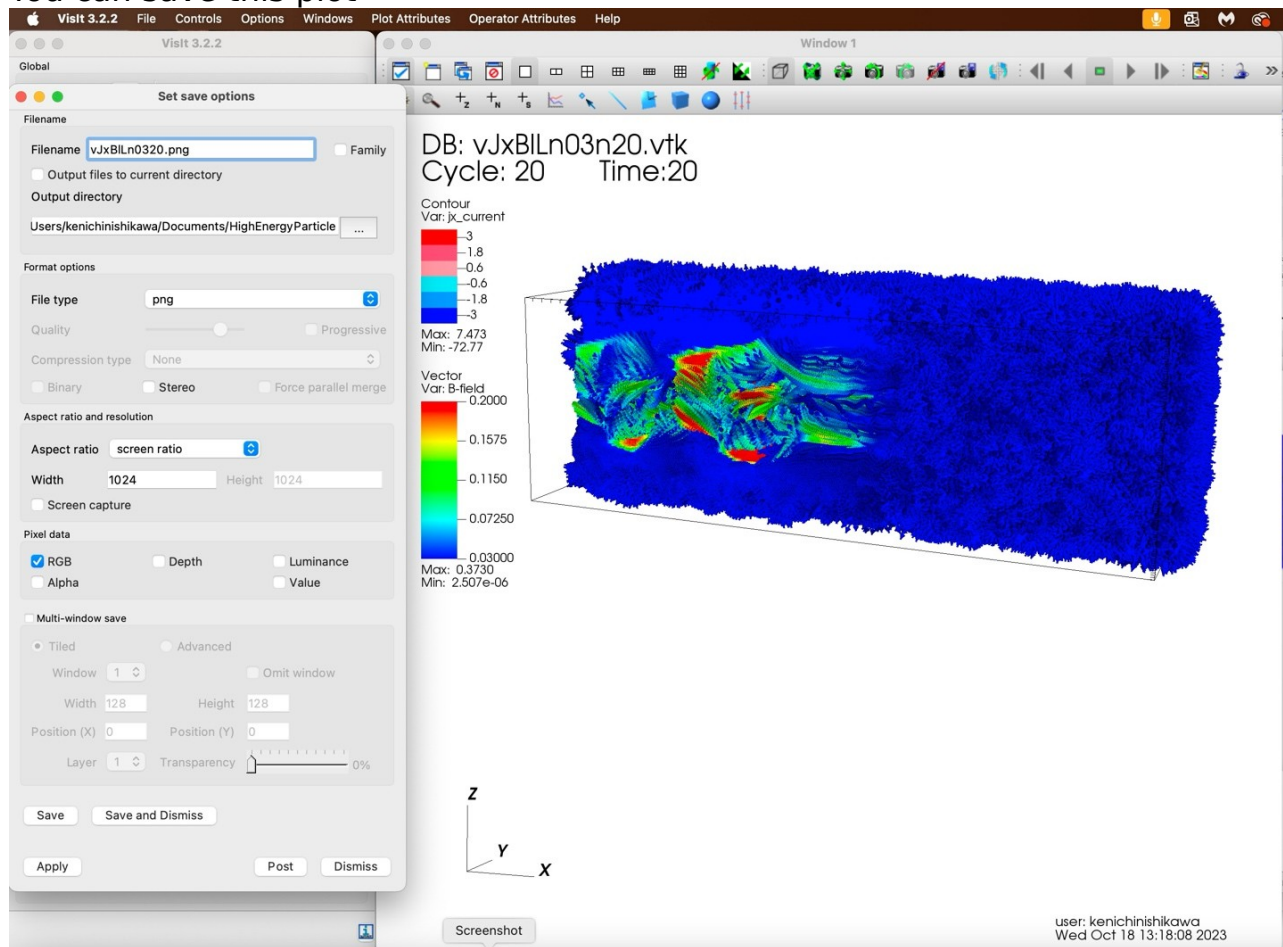 You can save this plot
VisIt 3.2.2 File Controls Options Windows Plot Attributes Operator Attributes Help
VisIt 3.2.2
Window 1
Global
Set save options
Filename
Filename vJxBlLn0320.png Family
Output files to current directory
Output directory
Users/kenichinishikawa/Documents/HighEnergyParticle ...
Format options
File type png
Quality Progressive
Compression type None
Binary Stereo Force parallel merge
Aspect ratio and resolution
Aspect ratio screen ratio
Width 1024 Height 1024
Screen capture
Pixel data
RGB Depth Luminance
Alpha Value
Multi-window save
Tiled Advanced
Window 1 Omit window
Width 128 Height 128
Position (X) 0 Position (Y) 0
Layer 1 Transparency 0%
Save Save and Dismiss
Apply Post Dismiss
DB: vJxBlLn03n20.vtk
Cycle: 20 Time:20
Contour
Var: jx_current
3
1.8
0.6
-0.6
-1.8
-3
Max: 7.473
Min: -72.77
Vector
Var: B-field
0.2000
0.1575
0.1150
0.07250
0.03000
Max: 0.3730
Min: 2.507e-06
Z
Y
X
Screenshot
user: kenichinishikawa
Wed Oct 18 13:18:08 2023